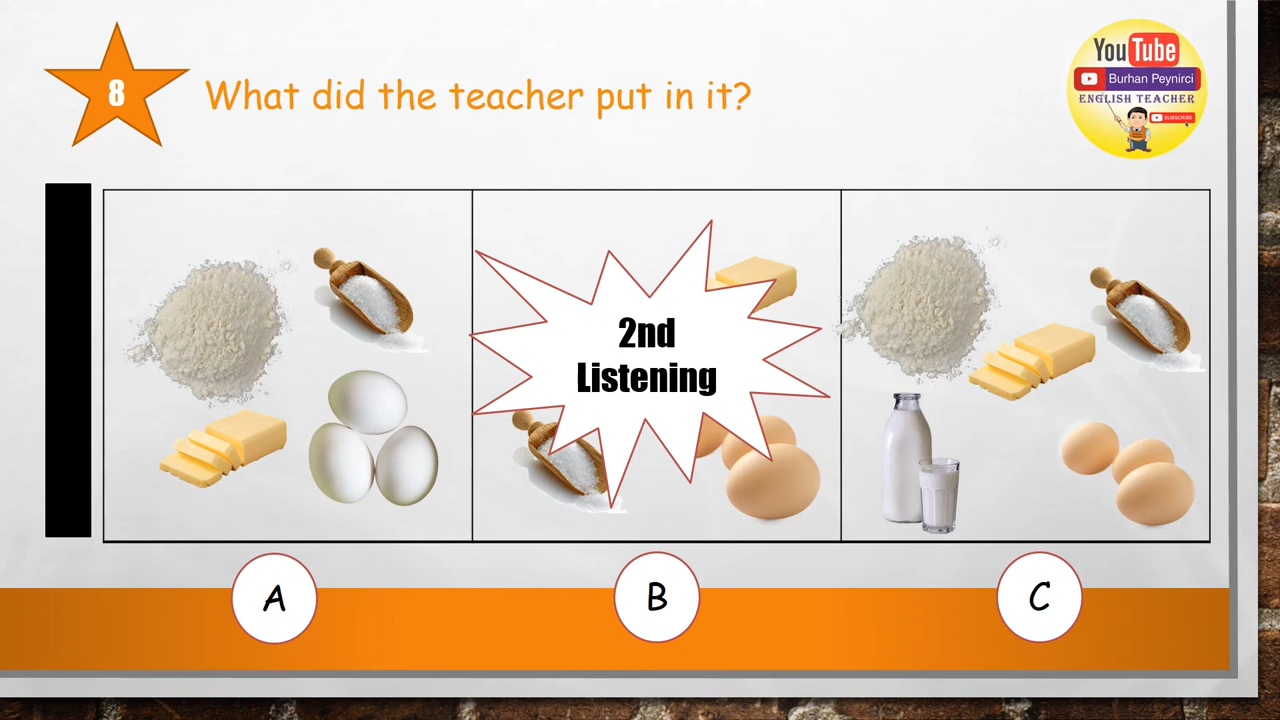 8
What did the teacher put in it?
YouTube
Burhan Peynirci
ENGLISH TEACHER
SUBSCRIBE
2nd
Listening
A
B
C